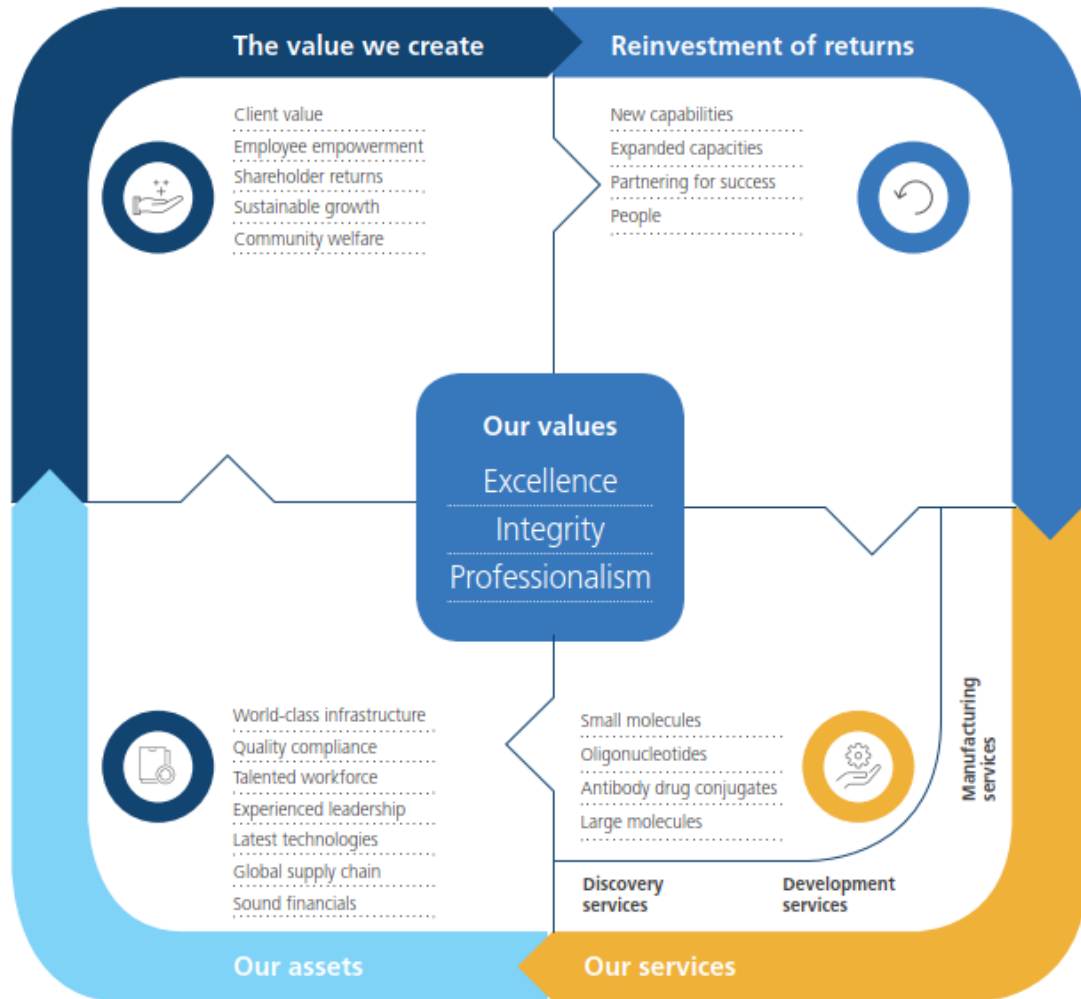 The value we create
Client value
Employee empowerment
Shareholder returns
Sustainable growth
Community welfare
Reinvestment of returns
New capabilities
Expanded capacities
Partnering for success
People
Our values
Excellence
Integrity
Professionalism
World-class infrastructure
Quality compliance
Talented workforce
Experienced leadership
Latest technologies
Global supply chain
Sound financials
Our assets
Small molecules
Oligonucleotides
Antibody drug conjugates
Large molecules
Discovery
services
Development
services
Manufacturing
services
Our services